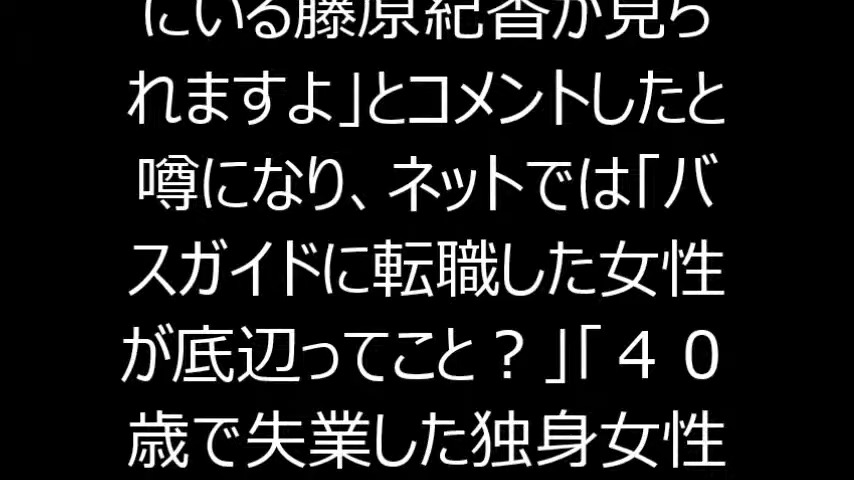 にいる藤原紀香が見ら
れますよ」とコメントしたと
噂になり、ネットでは「バ
スガイドに転職した女性
が底辺ってこと？」「４０
歳で失業した独身女性